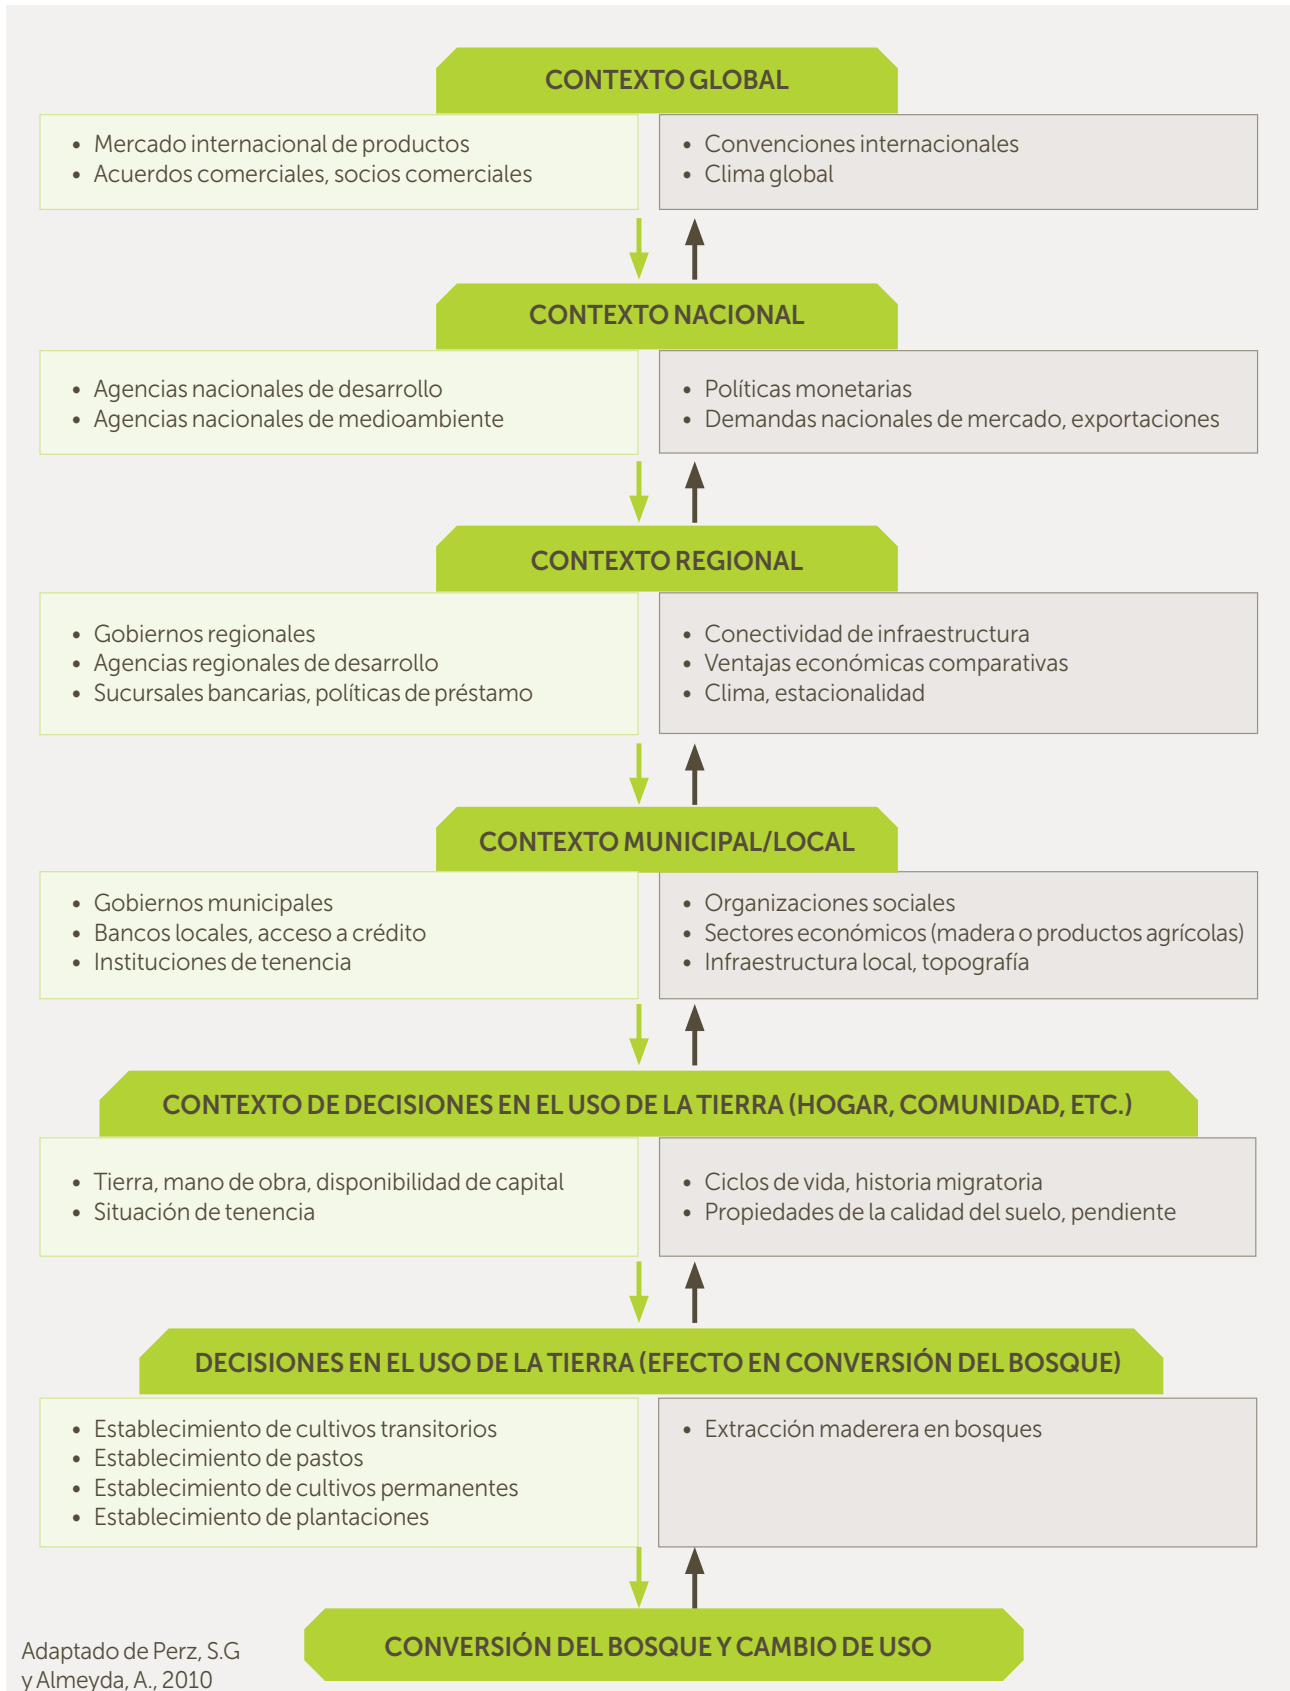 CONTEXTO GLOBAL
• Mercado internacional de productos
• Acuerdos comerciales, socios comerciales
• Convenciones internacionales
• Clima global
CONTEXTO NACIONAL
• Agencias nacionales de desarrollo
• Agencias nacionales de medioambiente
• Políticas monetarias
• Demandas nacionales de mercado, exportaciones
CONTEXTO REGIONAL
• Gobiernos regionales
• Agencias regionales de desarrollo
• Sucursales bancarias, políticas de préstamo
• Conectividad de infraestructura
• Ventajas económicas comparativas
• Clima, estacionalidad
CONTEXTO MUNICIPAL/LOCAL
• Gobiernos municipales
• Bancos locales, acceso a crédito
• Instituciones de tenencia
• Organizaciones sociales
• Sectores económicos (madera o productos agrícolas)
• Infraestructura local, topografía
CONTEXTO DE DECISIONES EN EL USO DE LA TIERRA (HOGAR, COMUNIDAD, ETC.)
• Tierra, mano de obra, disponibilidad de capital
• Situación de tenencia
• Ciclos de vida, historia migratoria
• Propiedades de la calidad del suelo, pendiente
DECISIONES EN EL USO DE LA TIERRA (EFECTO EN CONVERSIÓN DEL BOSQUE)
• Establecimiento de cultivos transitorios
• Establecimiento de pastos
• Establecimiento de cultivos permanentes
• Establecimiento de plantaciones
• Extracción maderera en bosques
CONVERSIÓN DEL BOSQUE Y CAMBIO DE USO
Adaptado de Perz, S.G
y Almeyda, A., 2010